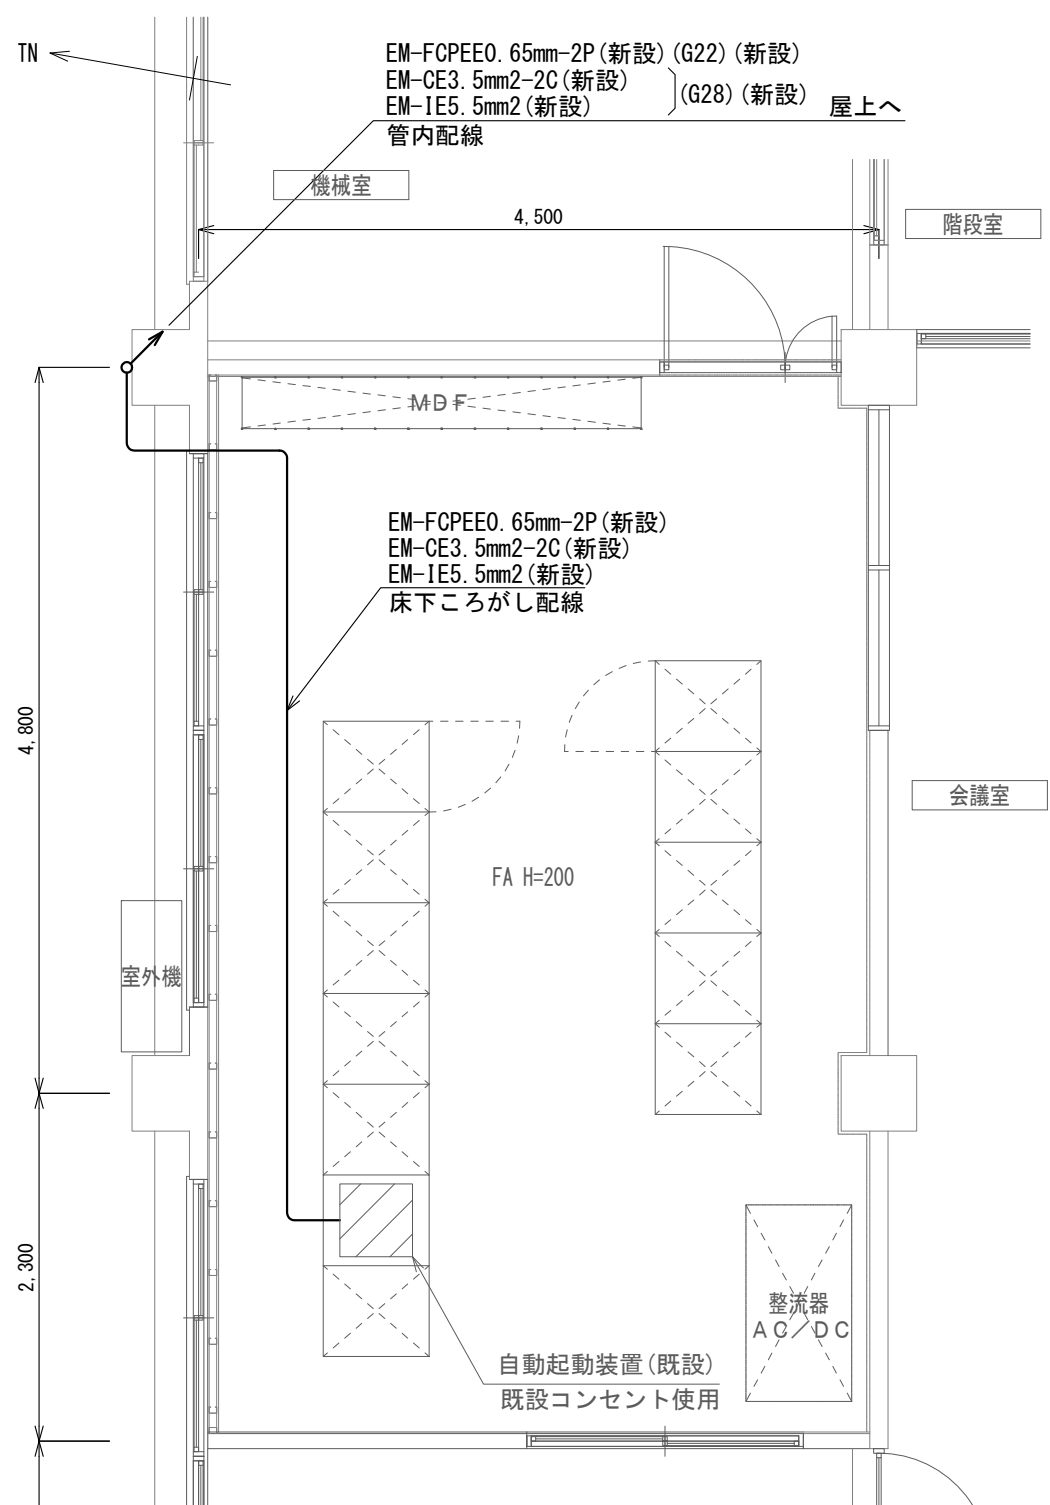 TN
EM-FCPEE0.65mm-2P(新設)(G22)(新設)
EM-CE3.5mm2-2C(新設)
EM-IE5.5mm2(新設)
(G28)(新設)
屋上へ
管内配線
機械室
4,500
階段室
MDF
EM-FCPEE0.65mm-2P(新設)
EM-CE3.5mm2-2C(新設)
EM-IE5.5mm2(新設)
床下ころがし配線
4,800
会議室
FA H=200
室外機
2,300
整流器
AC/DC
自動起動装置(既設)
既設コンセント使用